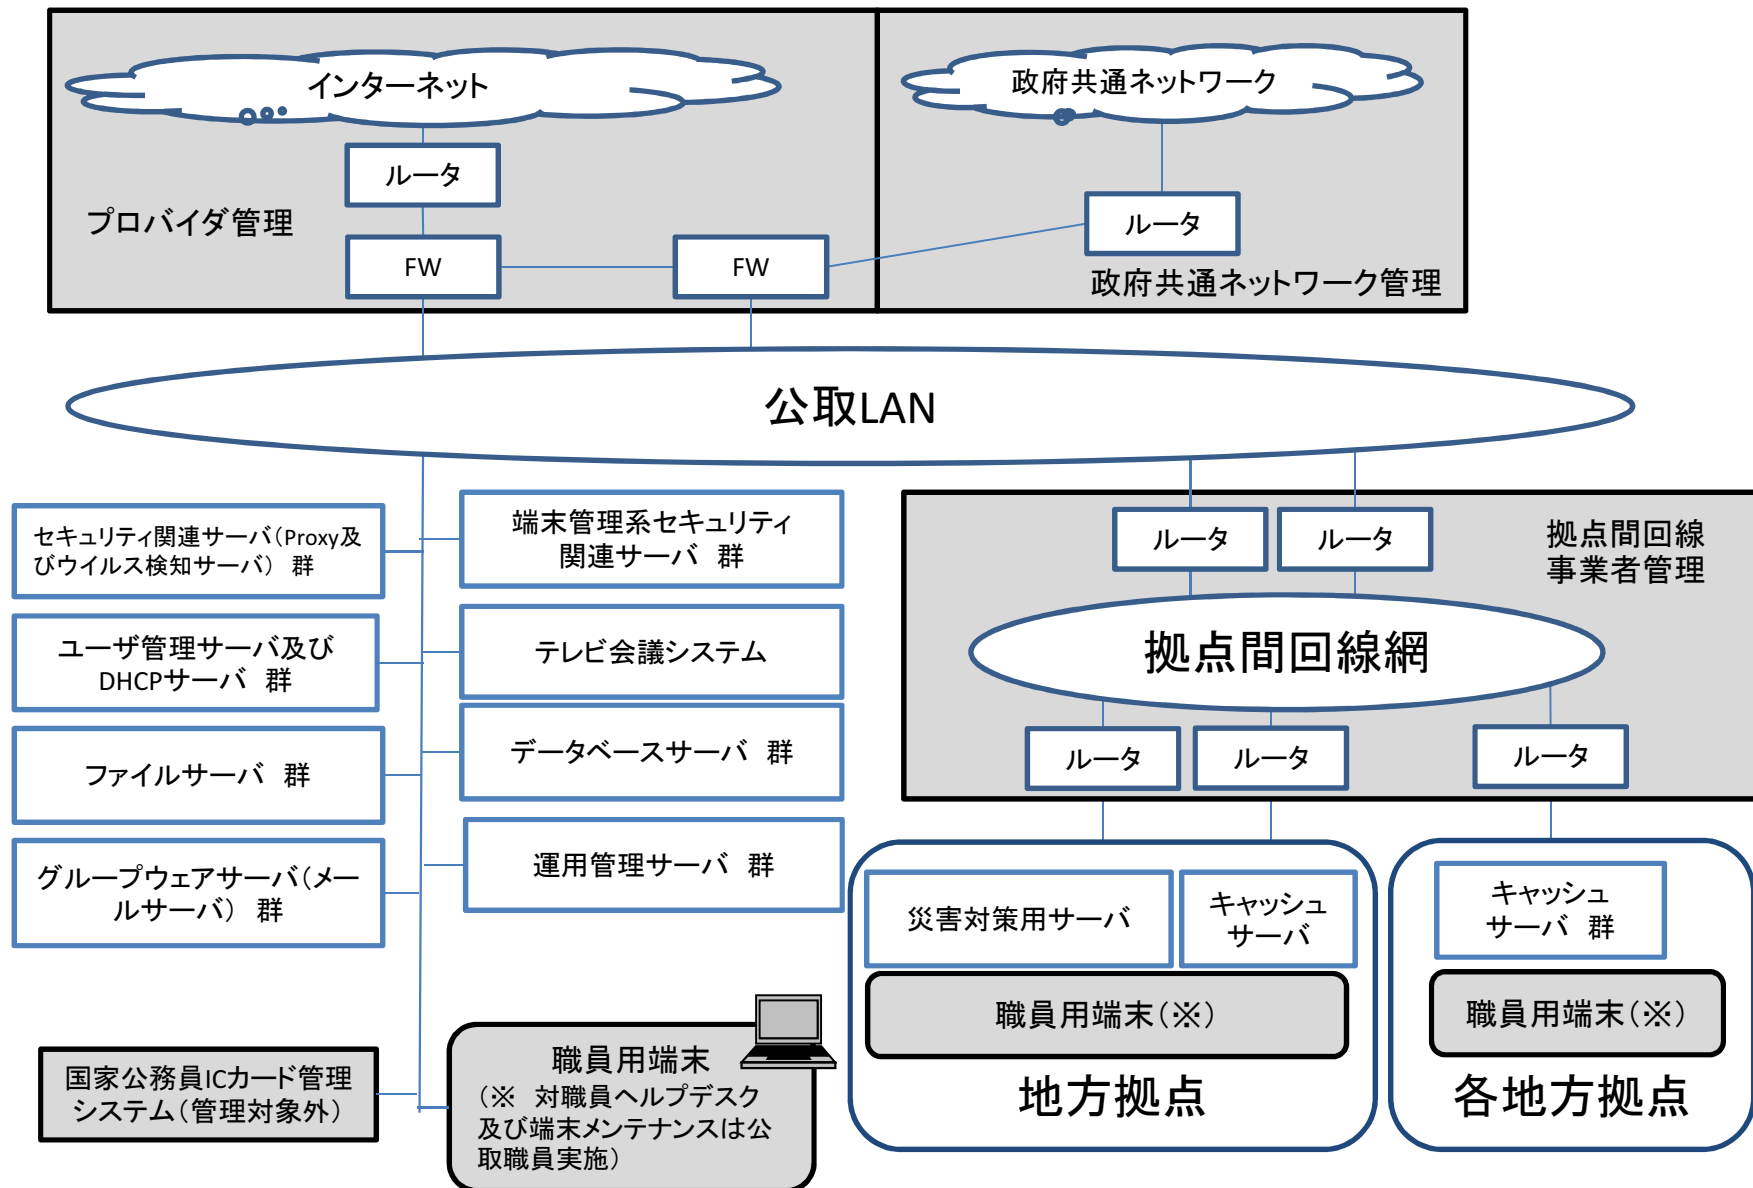 インターネット
政府共通ネットワーク
ルータ
プロバイダ管理
ルータ
FW
FW
政府共通ネットワーク管理
公取LAN
セキュリティ関連サーバ(Proxy及
びウイルス検知サーバ) 群
端末管理系セキュリティ
関連サーバ 群
ルータ
ルータ
拠点間回線
事業者管理
ユーザ管理サーバ及び
DHCPサーバ 群
テレビ会議システム
拠点間回線網
ファイルサーバ 群
データベースサーバ 群
ルータ
ルータ
ルータ
グループウェアサーバ(メー
ルサーバ) 群
運用管理サーバ 群
災害対策用サーバ
キャッシュ
サーバ
キャッシュ
サーバ 群
職員用端末(※)
職員用端末(※)
地方拠点
各地方拠点
国家公務員ICカード管理
システム(管理対象外)
職員用端末
(※ 対職員ヘルプデスク
及び端末メンテナンスは公
取職員実施)